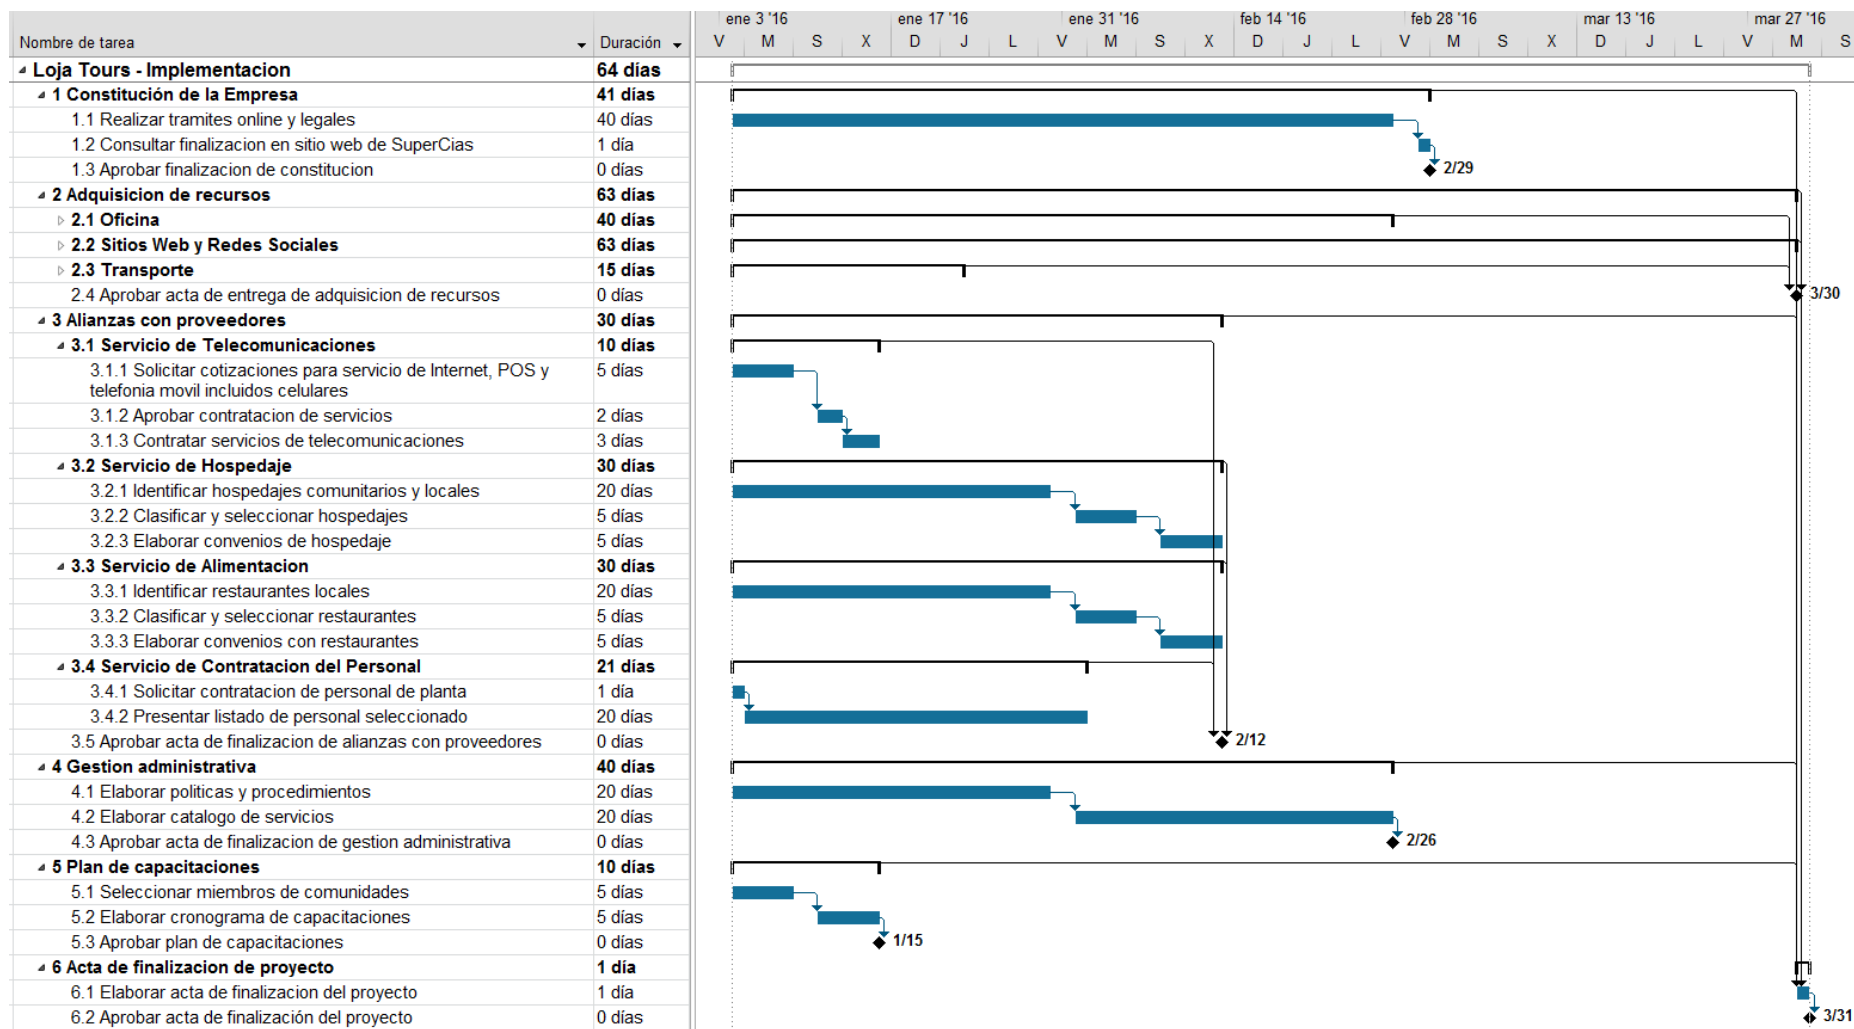 ene 3 '16 ene 17 '16 ene 31 '16 feb 14 '16 feb 28 '16 mar 13 '16 mar 27 '16
Nombre de tarea Duración V M S X D J L V M S X D J L V M S X D J L V M S
Loja Tours - Implementacion 64 días
1 Constitución de la Empresa 41 días
1.1 Realizar tramites online y legales 40 días
1.2 Consultar finalizacion en sitio web de SuperCias 1 día
1.3 Aprobar finalizacion de constitucion 0 días 2/29
2 Adquisicion de recursos 63 días
2.1 Oficina 40 días
2.2 Sitios Web y Redes Sociales 63 días
2.3 Transporte 15 días
2.4 Aprobar acta de entrega de adquisicion de recursos 0 días 3/30
3 Alianzas con proveedores 30 días
3.1 Servicio de Telecomunicaciones 10 días
3.1.1 Solicitar cotizaciones para servicio de Internet, POS y 5 días
telefonia movil incluidos celulares
3.1.2 Aprobar contratacion de servicios 2 días
3.1.3 Contratar servicios de telecomunicaciones 3 días
3.2 Servicio de Hospedaje 30 días
3.2.1 Identificar hospedajes comunitarios y locales 20 días
3.2.2 Clasificar y seleccionar hospedajes 5 días
3.2.3 Elaborar convenios de hospedaje 5 días
3.3 Servicio de Alimentacion 30 días
3.3.1 Identificar restaurantes locales 20 días
3.3.2 Clasificar y seleccionar restaurantes 5 días
3.3.3 Elaborar convenios con restaurantes 5 días
3.4 Servicio de Contratacion del Personal 21 días
3.4.1 Solicitar contratacion de personal de planta 1 día
3.4.2 Presentar listado de personal seleccionado 20 días
3.5 Aprobar acta de finalizacion de alianzas con proveedores 0 días 2/12
4 Gestion administrativa 40 días
4.1 Elaborar politicas y procedimientos 20 días
4.2 Elaborar catalogo de servicios 20 días
4.3 Aprobar acta de finalizacion de gestion administrativa 0 días 2/26
5 Plan de capacitaciones 10 días
5.1 Seleccionar miembros de comunidades 5 días
5.2 Elaborar cronograma de capacitaciones 5 días
5.3 Aprobar plan de capacitaciones 0 días 1/15
6 Acta de finalizacion de proyecto 1 día
6.1 Elaborar acta de finalizacion del proyecto 1 día
6.2 Aprobar acta de finalización del proyecto 0 días 3/31